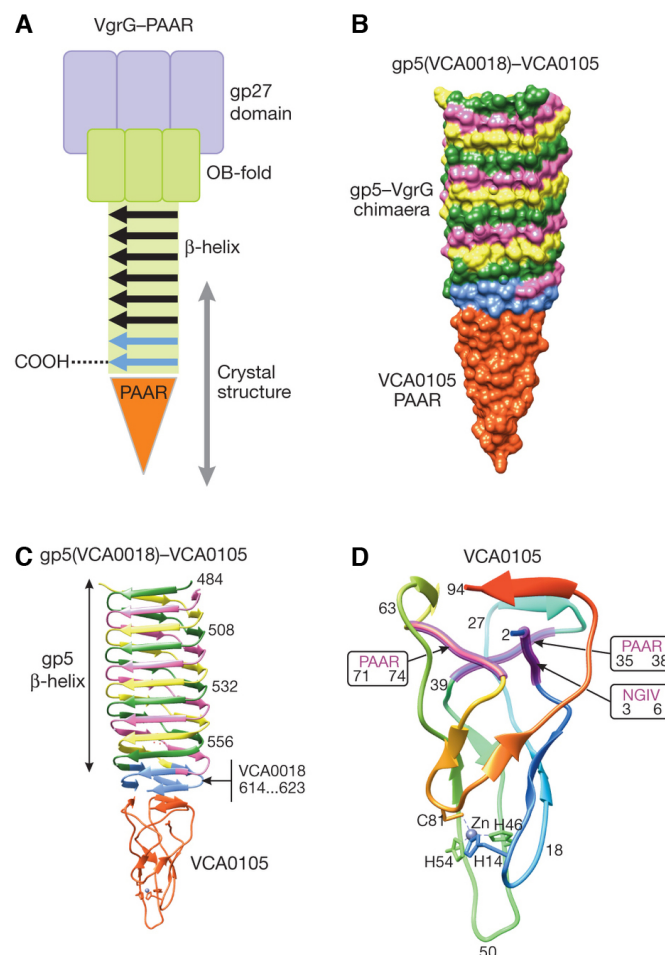 A
VgrG–PAAR
gp27
domain
OB-fold
β-helix
COOH
PAAR
Crystal
structure
B
gp5(VCA0018)–VCA0105
gp5–VgrG
chimaera
VCA0105
PAAR
C
gp5(VCA0018)–VCA0105
484
508
gp5
β-helix
532
556
VCA0018
614...623
VCA0105
D
VCA0105
94
63
27
2
PAAR
35 38
PAAR
71 74
39
NGIV
3 6
C81
Zn
H46
H54
H14
18
50